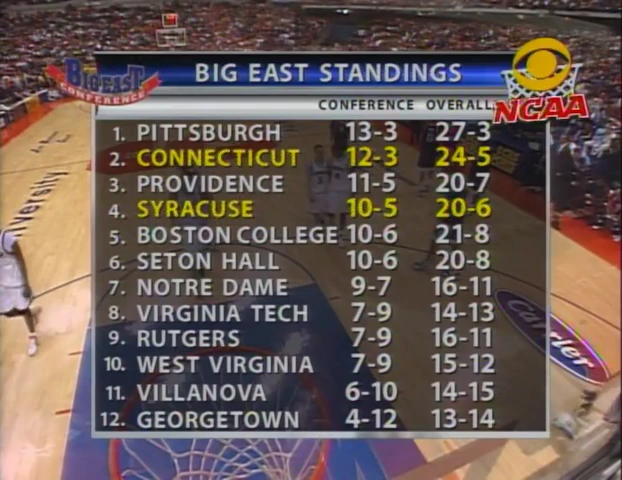 BIG EAST
CONFERENCE
BIG EAST STANDINGS
NCAA
CONFERENCE OVERALL
1. PITTSBURGH 13-3 27-3
2. CONNECTICUT 12-3 24-5
3. PROVIDENCE 11-5 20-7
4. SYRACUSE 10-5 20-6
5. BOSTON COLLEGE 10-6 21-8
6. SETON HALL 10-6 20-8
7. NOTRE DAME 9-7 16-11
8. VIRGINIA TECH 7-9 14-13
9. RUTGERS 7-9 16-11
10. WEST VIRGINIA 7-9 15-12
11. VILLANOVA 6-10 14-15
12. GEORGETOWN 4-12 13-14
versity
Carrier